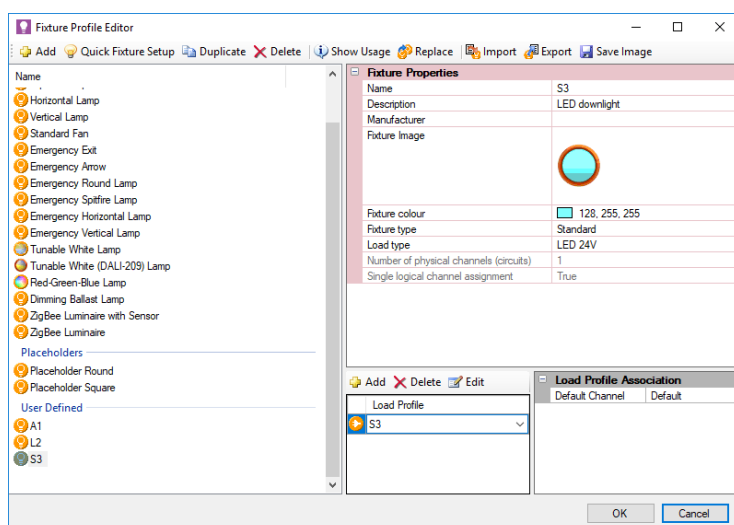 Fixture Profile Editor
Add Quick Fixture Setup Duplicate Delete Show Usage Replace Import Export Save Image
Name
Horizontal Lamp
Vertical Lamp
Standard Fan
Emergency Exit
Emergency Arrow
Emergency Round Lamp
Emergency Spitfire Lamp
Emergency Horizontal Lamp
Emergency Vertical Lamp
Tunable White Lamp
Tunable White (DALI-209) Lamp
Red-Green-Blue Lamp
Dimming Ballast Lamp
ZigBee Luminaire with Sensor
ZigBee Luminaire
Placeholders
Placeholder Round
Placeholder Square
User Defined
A1
L2
S3
Fixture Properties
Name S3
Description LED downlight
Manufacturer
Fixture Image
Fixture colour 128, 255, 255
Fixture type Standard
Load type LED 24V
Number of physical channels (circuits) 1
Single logical channel assignment True
Add Delete Edit
Load Profile
S3
Load Profile Association
Default Channel Default
OK Cancel